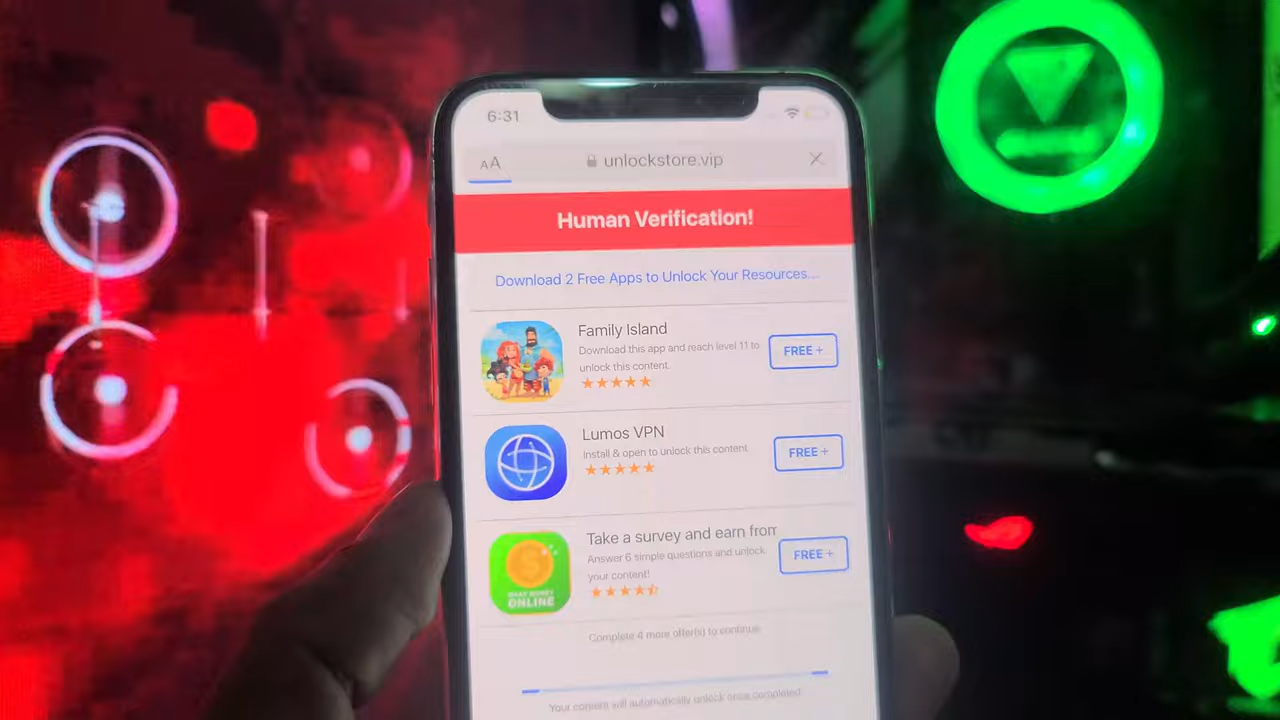 6:31
AA unlockstore.vip
Human Verification!
Download 2 Free Apps to Unlock Your Resources...
Family Island
Download this app and reach level 11 to
unlock this content.
FREE +
Lumos VPN
Install & open to unlock this content
FREE +
Take a survey and earn from
Answer 6 simple questions and unlock
your content!
FREE +
MAKE MONEY
ONLINE
Complete 4 more offer(s) to continue
Your content will automatically unlock once completed